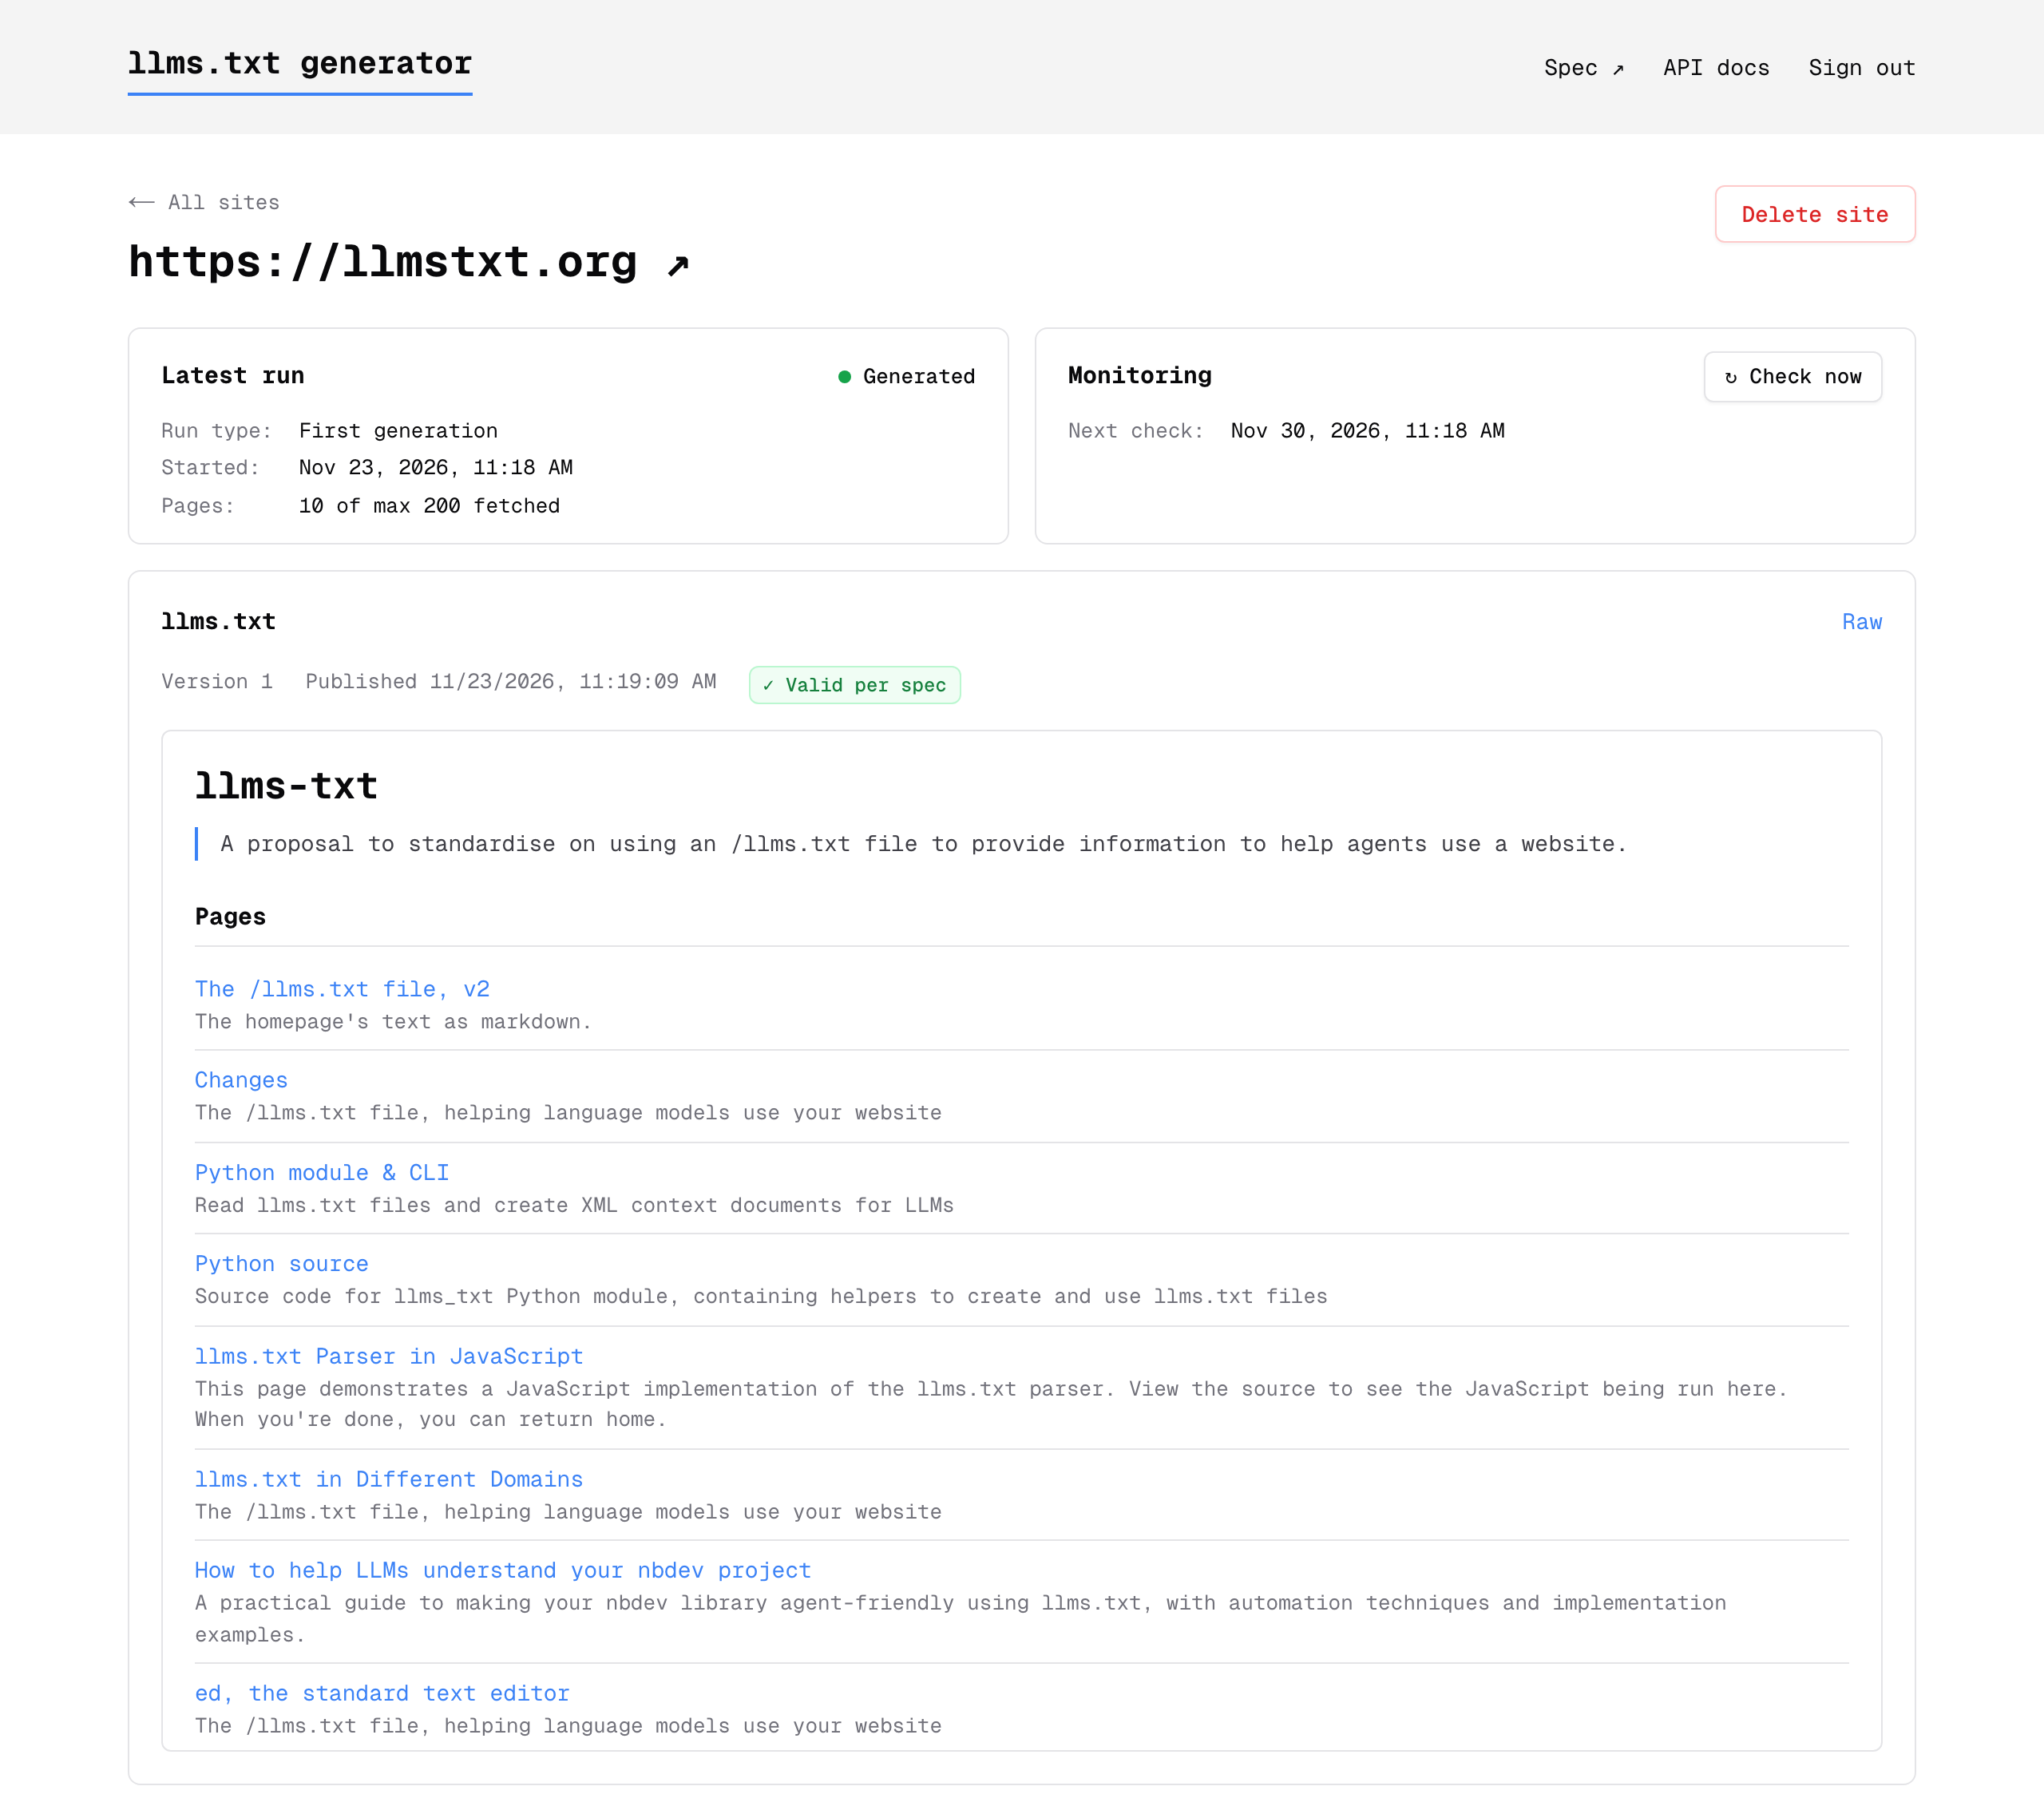 llms.txt generator
Spec ↗ API docs Sign out
← All sites
Delete site
https://llmstxt.org ↗
Latest run
Generated
Run type: First generation
Started: Nov 23, 2026, 11:18 AM
Pages: 10 of max 200 fetched
Monitoring
↻ Check now
Next check: Nov 30, 2026, 11:18 AM
llms.txt
Raw
Version 1 Published 11/23/2026, 11:19:09 AM ✓ Valid per spec
llms-txt
A proposal to standardise on using an /llms.txt file to provide information to help agents use a website.
Pages
The /llms.txt file, v2
The homepage's text as markdown.
Changes
The /llms.txt file, helping language models use your website
Python module & CLI
Read llms.txt files and create XML context documents for LLMs
Python source
Source code for llms_txt Python module, containing helpers to create and use llms.txt files
llms.txt Parser in JavaScript
This page demonstrates a JavaScript implementation of the llms.txt parser. View the source to see the JavaScript being run here.
When you're done, you can return home.
llms.txt in Different Domains
The /llms.txt file, helping language models use your website
How to help LLMs understand your nbdev project
A practical guide to making your nbdev library agent-friendly using llms.txt, with automation techniques and implementation
examples.
ed, the standard text editor
The /llms.txt file, helping language models use your website